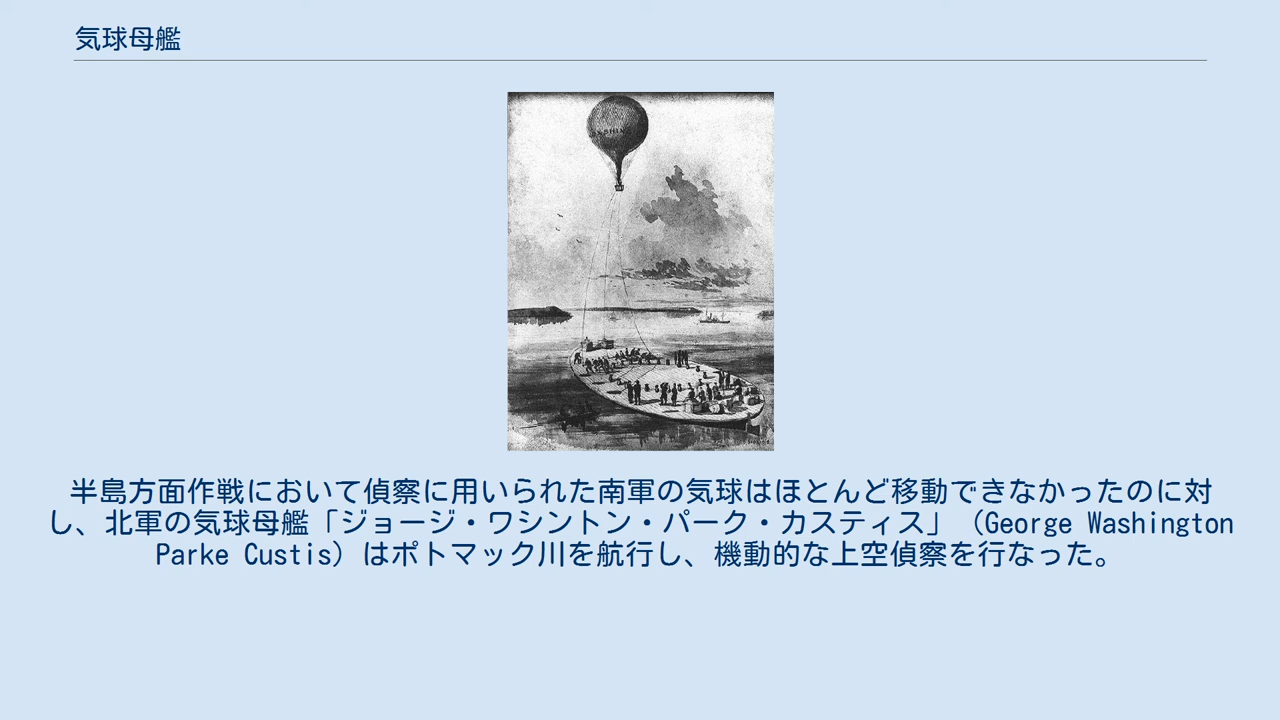 気球母艦
半島方面作戦において偵察に用いられた南軍の気球はほとんど移動できなかったのに対
し、北軍の気球母艦「ジョージ・ワシントン・パーク・カスティス」（George Washington
Parke Custis）はポトマック川を航行し、機動的な上空偵察を行なった。